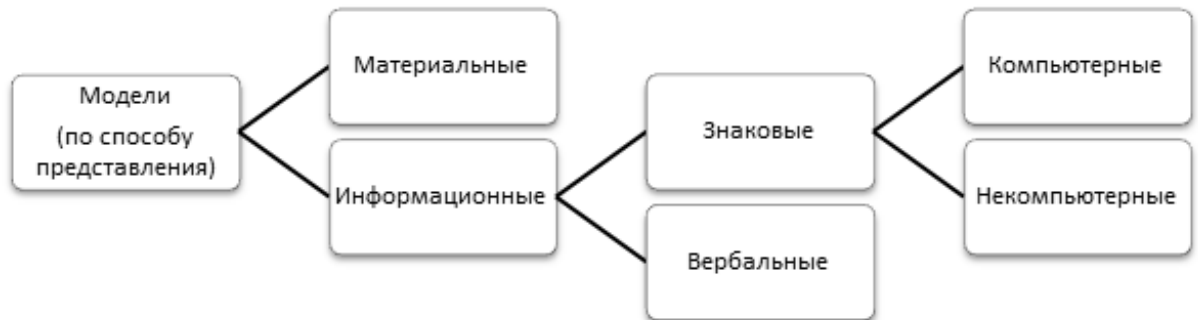 Модели
(по способу
представления)
Материальные
Информационные
Знаковые
Вербальные
Компьютерные
Некомпьютерные